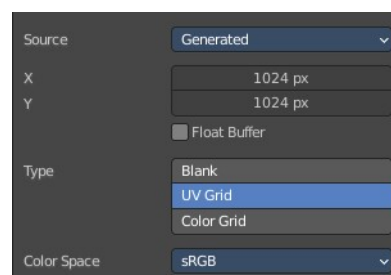 Source Generated
X 1024 px
Y 1024 px
Float Buffer
Type Blank
UV Grid
Color Grid
Color Space sRGB